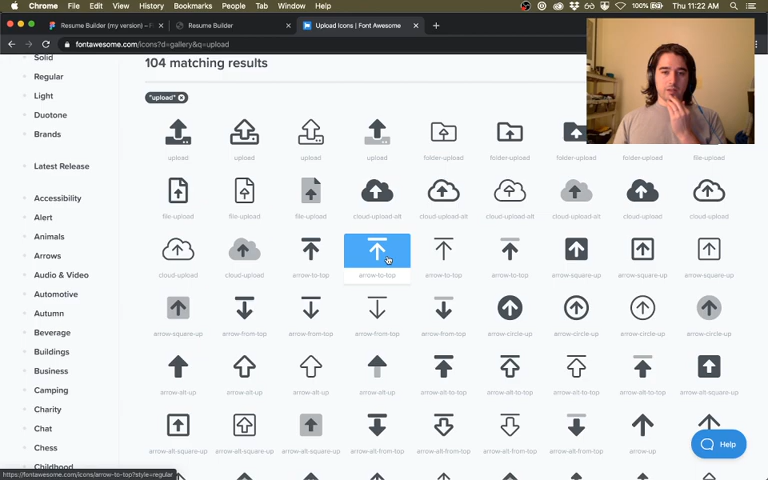 Chrome File Edit View History Bookmarks People Tab Window Help 100% Thu 11:22 AM
Resume Builder (my version) – F Resume Builder Upload Icons | Font Awesome
fontawesome.com/icons?d=gallery&q=upload
Solid
Regular
Light
Duotone
Brands
Latest Release
Accessibility
Alert
Animals
Arrows
Audio & Video
Automotive
Autumn
Beverage
Buildings
Business
Camping
Charity
Chat
Chess
Childhood
104 matching results
"upload"
upload upload upload upload folder-upload folder-upload folder-upload folder-upload file-upload
file-upload file-upload file-upload cloud-upload-alt cloud-upload-alt cloud-upload-alt cloud-upload-alt cloud-upload cloud-upload
cloud-upload cloud-upload arrow-to-top arrow-to-top arrow-to-top arrow-to-top arrow-square-up arrow-square-up arrow-square-up
arrow-square-up arrow-from-top arrow-from-top arrow-from-top arrow-from-top arrow-circle-up arrow-circle-up arrow-circle-up arrow-circle-up
arrow-alt-up arrow-alt-up arrow-alt-up arrow-alt-up arrow-alt-to-top arrow-alt-to-top arrow-alt-to-top arrow-alt-to-top arrow-alt-square-up
arrow-alt-square-up arrow-alt-square-up arrow-alt-square-up arrow-alt-from-top arrow-alt-from-top arrow-alt-from-top arrow-alt-from-top arrow-up
Help
https://fontawesome.com/icons/arrow-to-top?style=regular